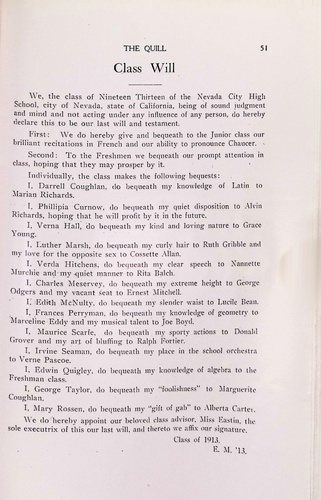 THE QUILL 51
Class Will
We, the class of Nineteen Thirteen of the Nevada City High
School, city of Nevada, state of California, being of sound judgment
and mind and not acting under any influence of any person, do hereby
declare this to be our last will and testament.
First: We do hereby give and bequeath to the Junior class our
brilliant recitations in French and our ability to pronounce Chaucer.
Second: To the Freshmen we bequeath our prompt attention in
class, hoping that they may prosper by it.
Individually, the class makes the following bequests:
I, Darrell Coughlan, do bequeath my knowledge of Latin to
Marian Richards.
I, Phillipia Curnow, do bequeath my quiet disposition to Alvin
Richards, hoping that he will profit by it in the future.
I, Verna Hall, do bequeath my kind and loving nature to Grace
Young.
I, Luther Marsh, do bequeath my curly hair to Ruth Gribble and
my love for the opposite sex to Cossette Allan.
I, Verda Hitchens, do bequeath my clear speech to Nannette
Murchie and my quiet manner to Rita Balch.
I, Charles Meservey, do bequeath my extreme height to George
Odgers and my vacant seat to Ernest Mitchell.
I, Edith McNulty, do bequeath my slender waist to Lucile Beau.
I, Frances Perryman, do bequeath my knowledge of geometry to
Marceline Eddy and my musical talent to Joe Boyd.
I, Maurice Scarfe, do bequeath my sporty actions to Donald
Grover and my art of bluffing to Ralph Fortier.
I, Irvine Seaman, do bequeath my place in the school orchestra
to Verne Pascoe.
I, Edwin Quigley, do bequeath my knowledge of algebra to the
Freshman class.
I, George Taylor, do bequeath my "foolishness" to Marguerite
Coughlan.
I, Mary Rossen, do bequeath my "gift of gab" to Alberta Carter.
We do hereby appoint our beloved class advisor, Miss Eastin, the
sole executrix of this our last will, and thereto we affix our signature.
Class of 1913.
E. M. '13.